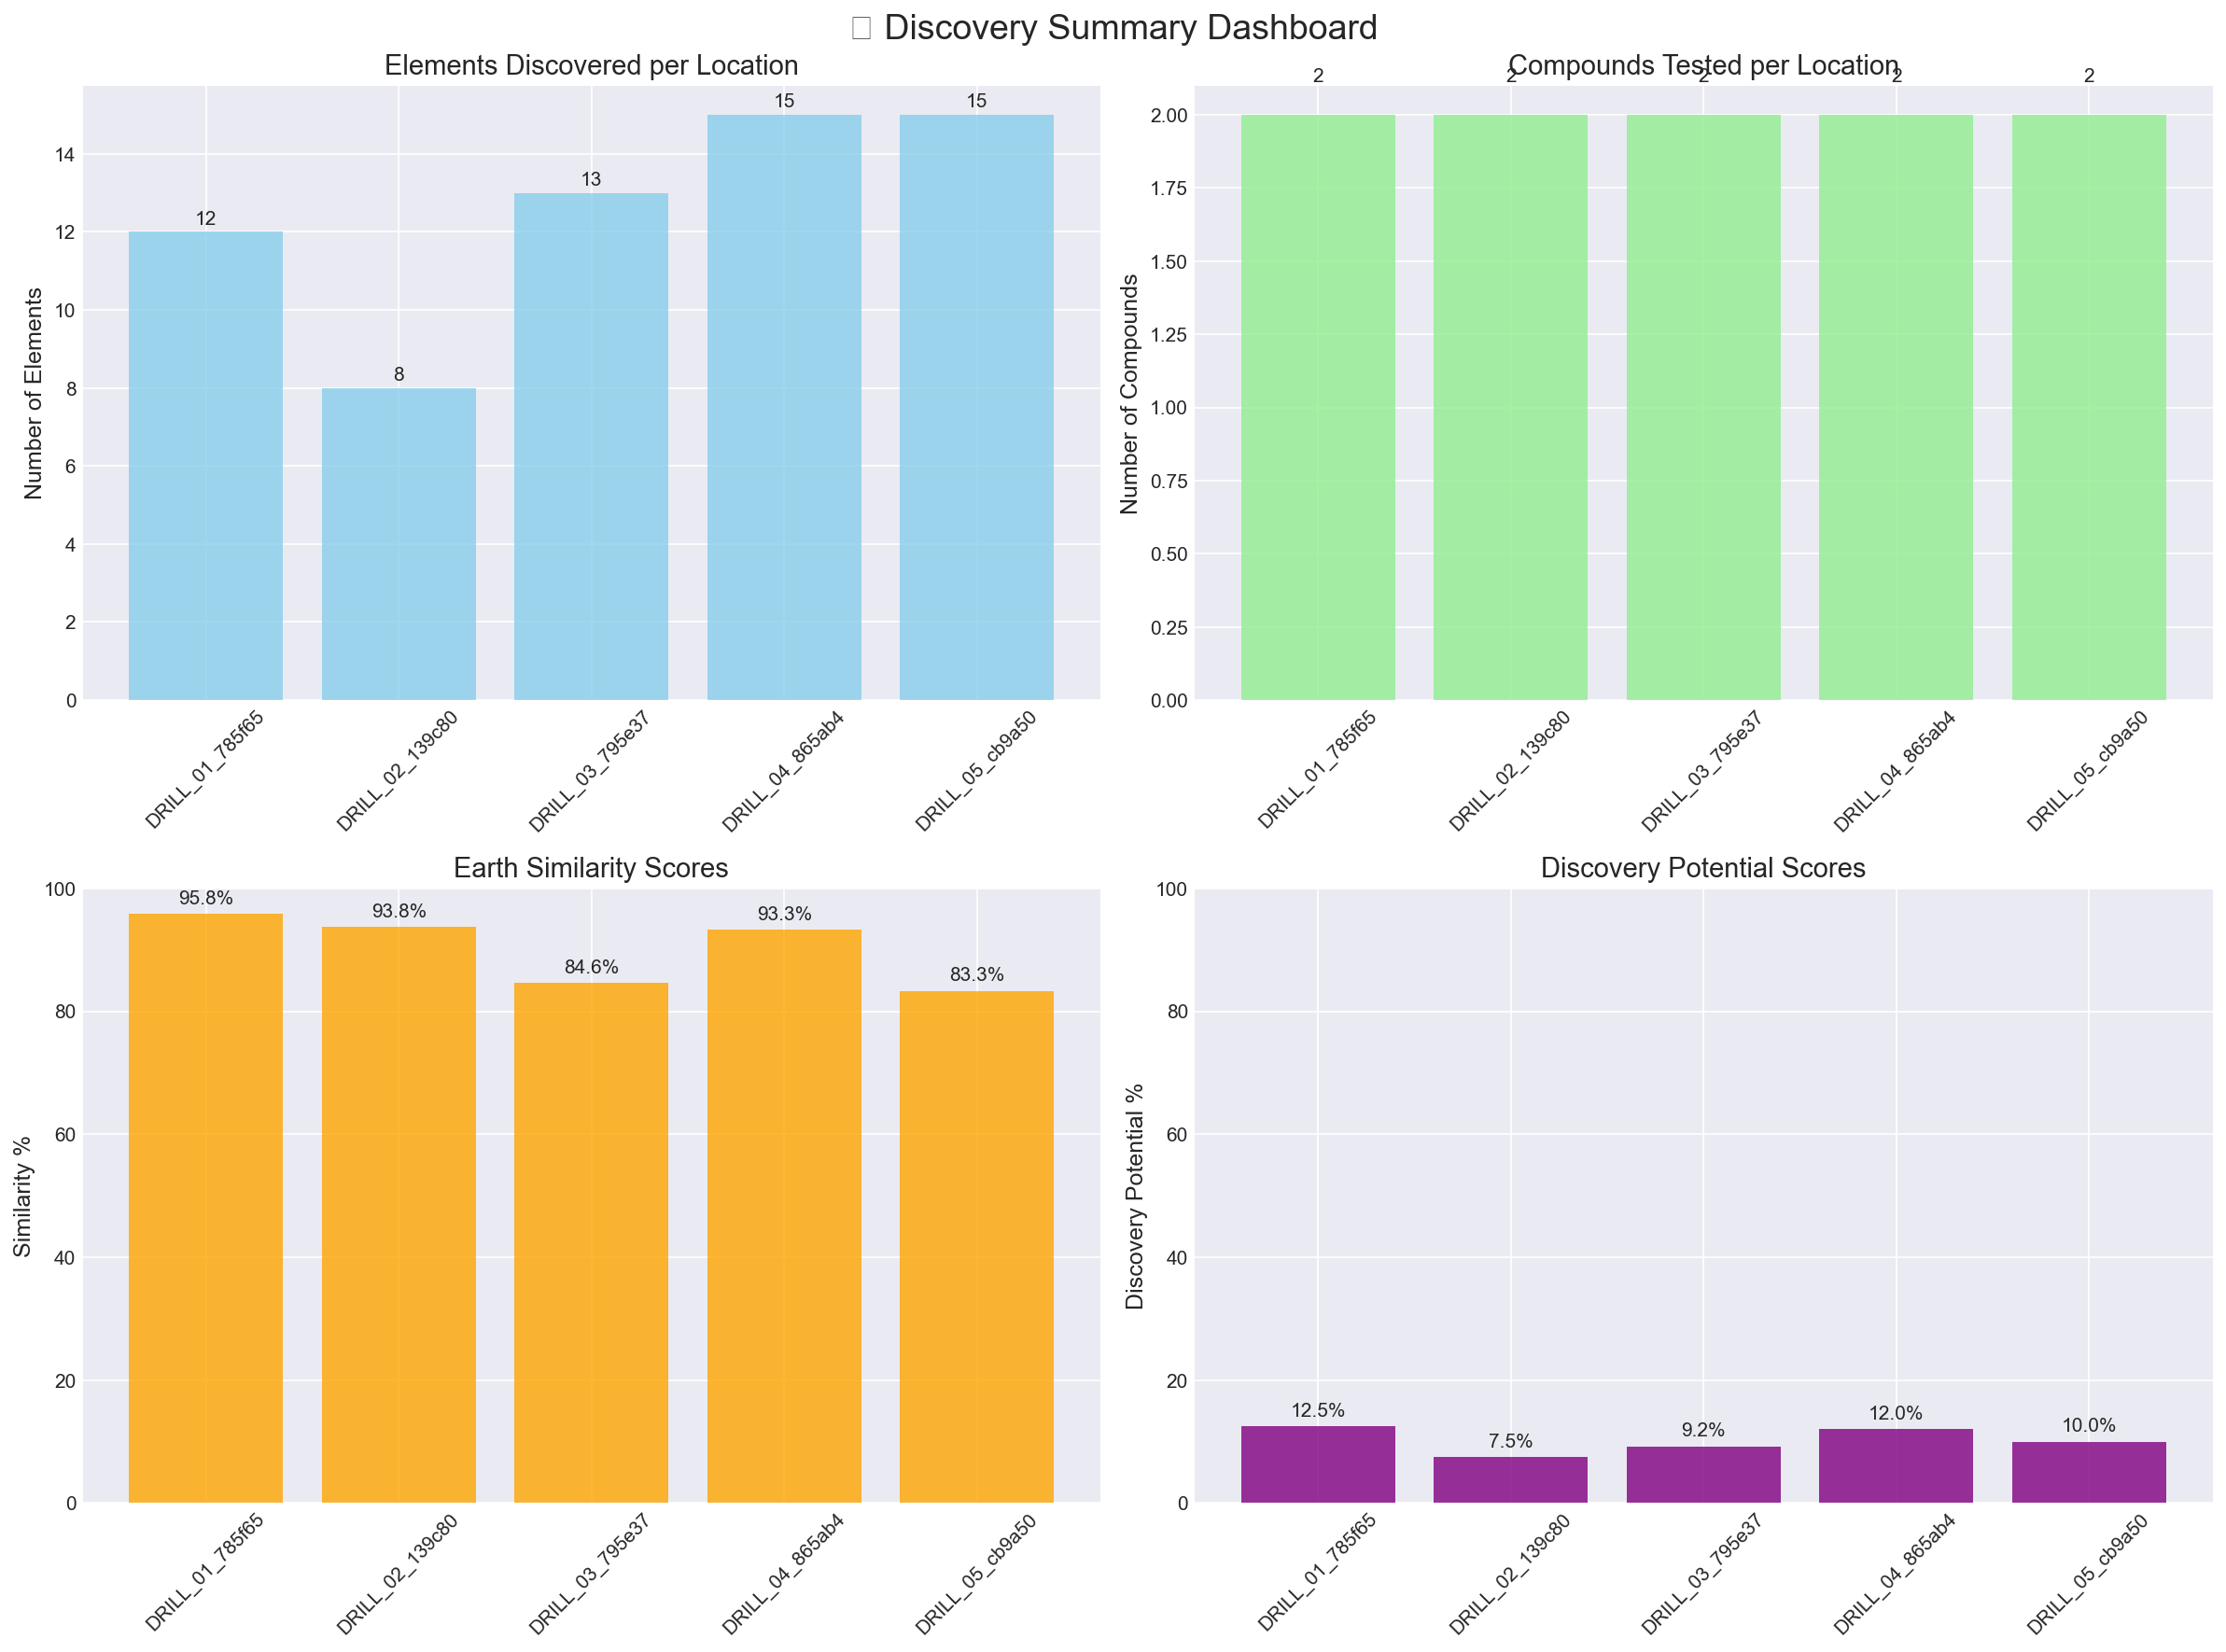 Discovery Summary Dashboard
Elements Discovered per Location
Number of Elements
14
12
10
8
6
4
2
0
12
8
13
15
15
DRILL_01_785f65
DRILL_02_139c80
DRILL_03_795e37
DRILL_04_865ab4
DRILL_05_cb9a50
Compounds Tested per Location
Number of Compounds
2.00
1.75
1.50
1.25
1.00
0.75
0.50
0.25
0.00
2
2
2
2
2
DRILL_01_785f65
DRILL_02_139c80
DRILL_03_795e37
DRILL_04_865ab4
DRILL_05_cb9a50
Earth Similarity Scores
Similarity %
100
80
60
40
20
0
95.8%
93.8%
84.6%
93.3%
83.3%
DRILL_01_785f65
DRILL_02_139c80
DRILL_03_795e37
DRILL_04_865ab4
DRILL_05_cb9a50
Discovery Potential Scores
Discovery Potential %
100
80
60
40
20
0
12.5%
7.5%
9.2%
12.0%
10.0%
DRILL_01_785f65
DRILL_02_139c80
DRILL_03_795e37
DRILL_04_865ab4
DRILL_05_cb9a50